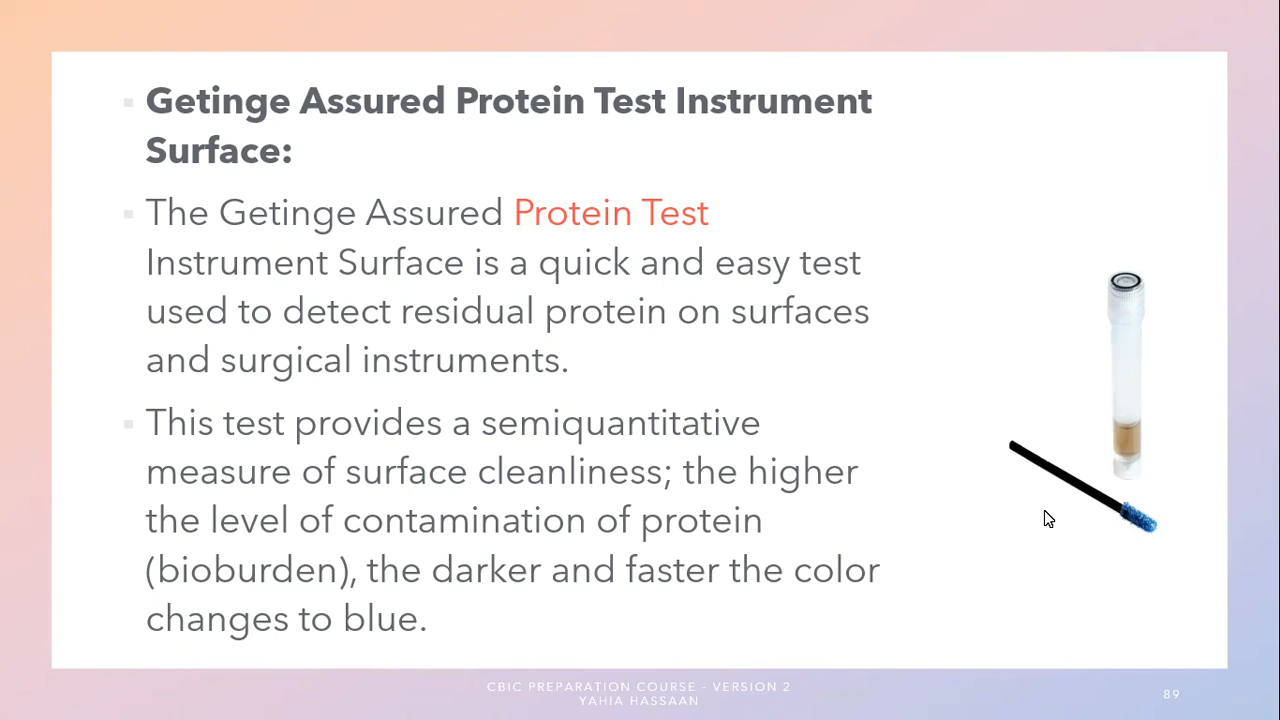 Getinge Assured Protein Test Instrument
Surface:
The Getinge Assured Protein Test
Instrument Surface is a quick and easy test
used to detect residual protein on surfaces
and surgical instruments.
This test provides a semiquantitative
measure of surface cleanliness; the higher
the level of contamination of protein
(bioburden), the darker and faster the color
changes to blue.
CBIC PREPARATION COURSE - VERSION 2
YAHIA HASSAAN
89